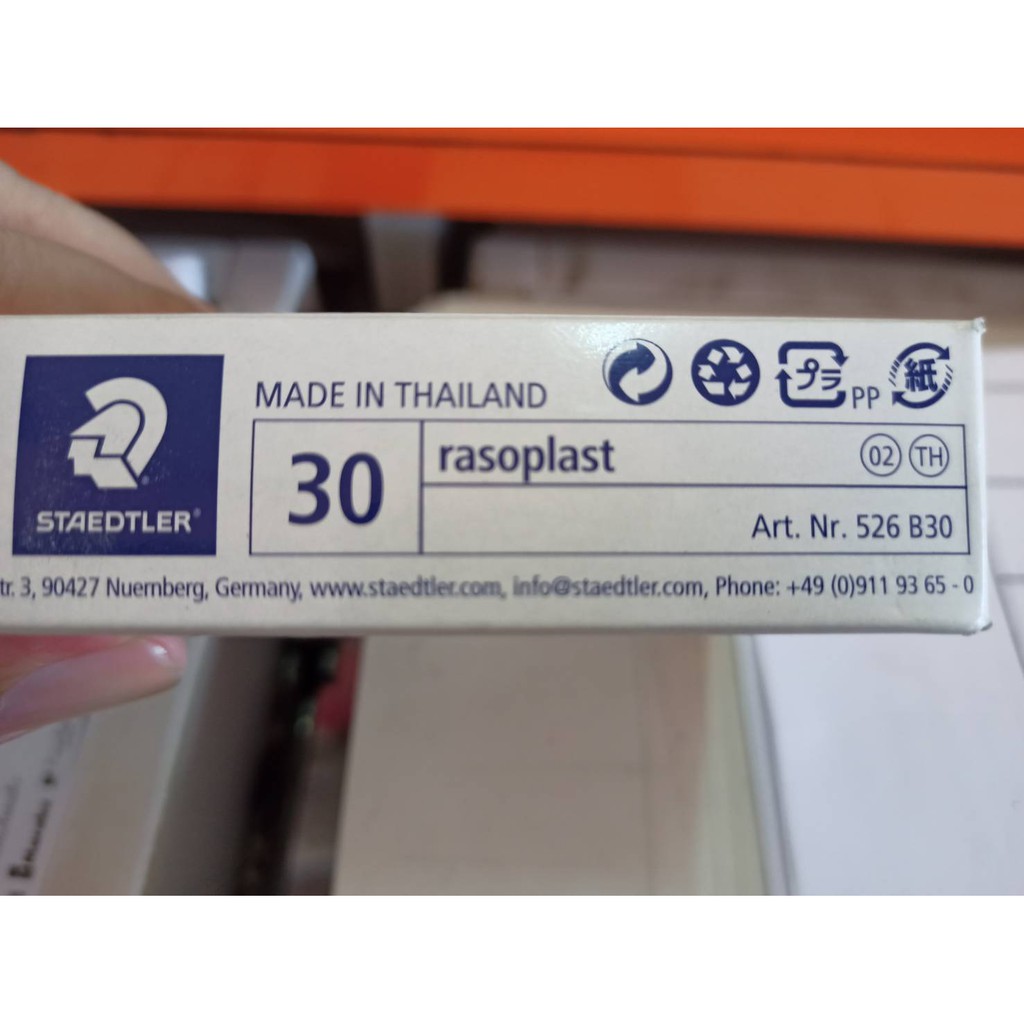 STAEDTLER®
MADE IN THAILAND
プラ PP 紙
30
rasoplast 02 TH
Art. Nr. 526 B30
tr. 3, 90427 Nuernberg, Germany, www.staedtler.com, info@staedtler.com, Phone: +49 (0)911 93 65 - 0